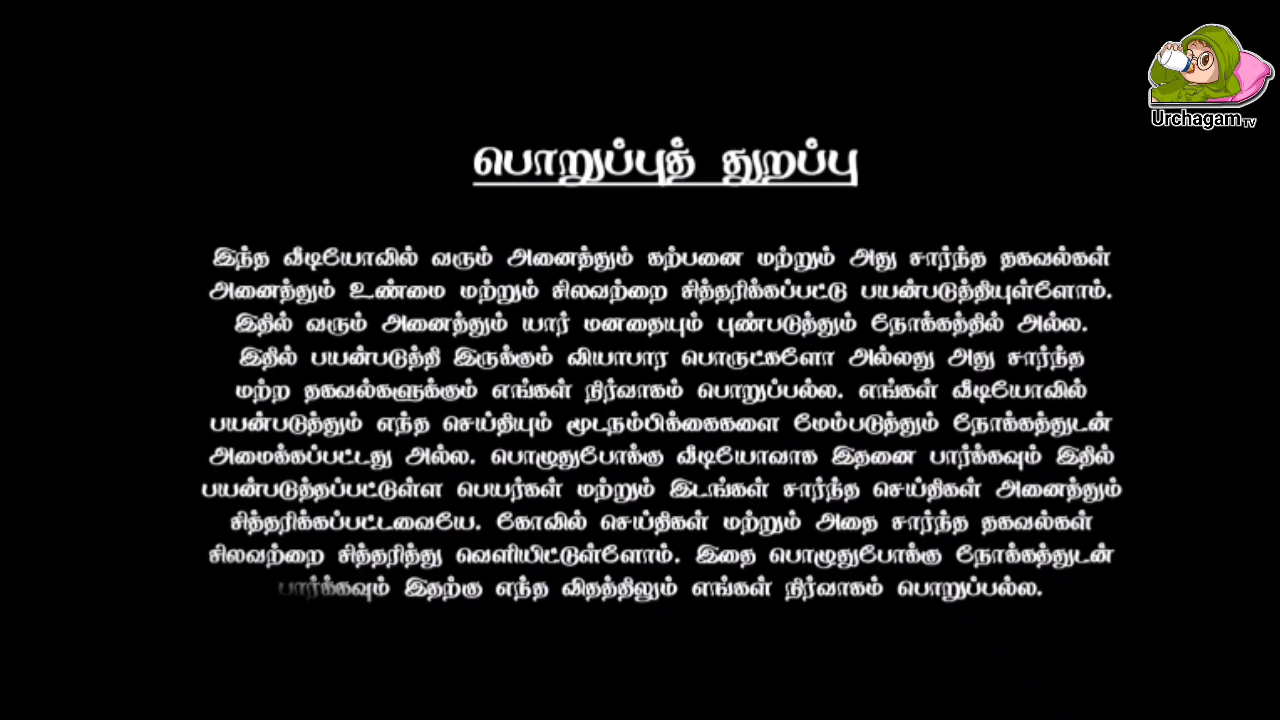 Urchagam TV
பொறுப்புத் துறப்பு
இந்த வீடியோவில் வரும் அனைத்தும் கற்பனை மற்றும் அது சார்ந்த தகவல்கள்
அனைத்தும் உண்மை மற்றும் சிலவற்றை சித்தரிக்கப்பட்டு பயன்படுத்தியுள்ளோம்.
இதில் வரும் அனைத்தும் யார் மனதையும் புண்படுத்தும் நோக்கத்தில் அல்ல.
இதில் பயன்படுத்தி இருக்கும் வியாபார பொருட்களோ அல்லது அது சார்ந்த
மற்ற தகவல்களுக்கும் எங்கள் நிர்வாகம் பொறுப்பல்ல. எங்கள் வீடியோவில்
பயன்படுத்தும் எந்த செய்தியும் மூடநம்பிக்கைகளை மேம்படுத்தும் நோக்கத்துடன்
அமைக்கப்பட்டது அல்ல. பொழுதுபோக்கு வீடியோவாக இதனை பார்க்கவும் இதில்
பயன்படுத்தப்பட்டுள்ள பெயர்கள் மற்றும் இடங்கள் சார்ந்த செய்திகள் அனைத்தும்
சித்தரிக்கப்பட்டவையே. கோவில் செய்திகள் மற்றும் அதை சார்ந்த தகவல்கள்
சிலவற்றை சித்தரித்து வெளியிட்டுள்ளோம். இதை பொழுதுபோக்கு நோக்கத்துடன்
பார்க்கவும் இதற்கு எந்த விதத்திலும் எங்கள் நிர்வாகம் பொறுப்பல்ல.